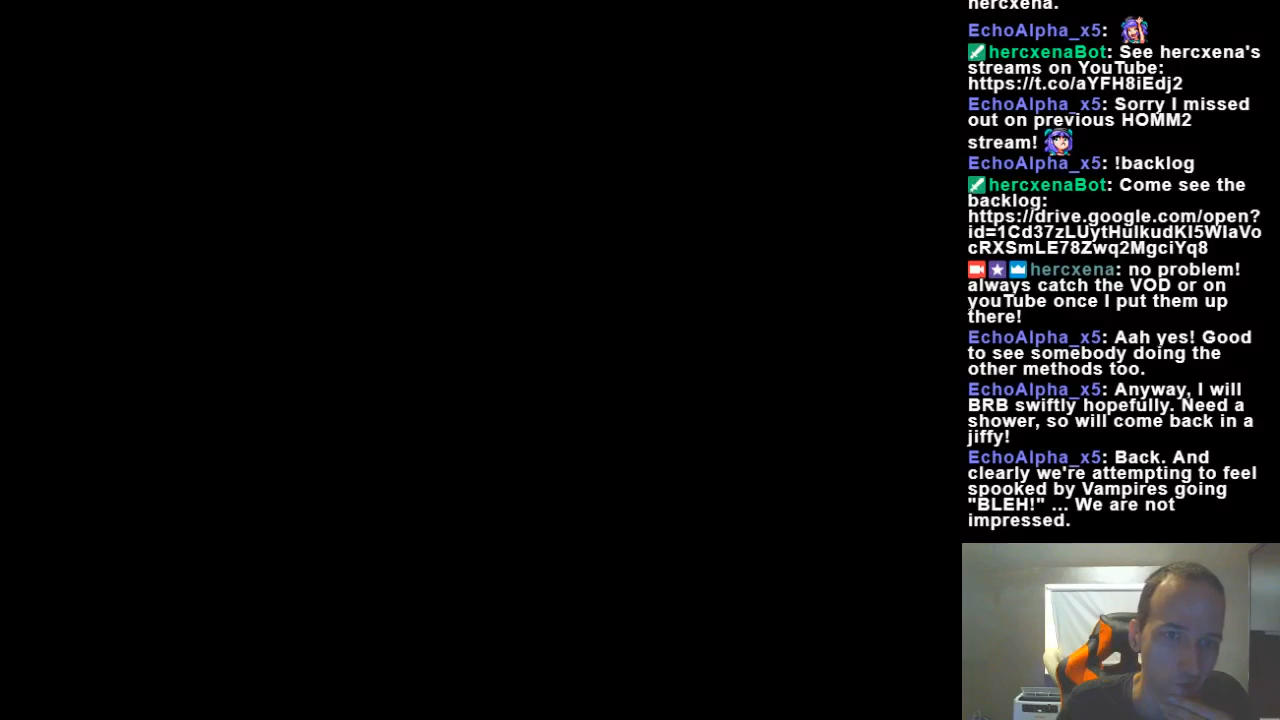 hercxena.
EchoAlpha_x5:
hercxenaBot: See hercxena's
streams on YouTube:
https://t.co/aYFH8iEdj2
EchoAlpha_x5: Sorry I missed
out on previous HOMM2
stream!
EchoAlpha_x5: !backlog
hercxenaBot: Come see the
backlog:
https://drive.google.com/open?
id=1Cd37zLUytHulkudKl5WlaVo
cRXSmLE78Zwq2MgciYq8
hercxena: no problem!
always catch the VOD or on
youTube once I put them up
there!
EchoAlpha_x5: Aah yes! Good
to see somebody doing the
other methods too.
EchoAlpha_x5: Anyway, I will
BRB swiftly hopefully. Need a
shower, so will come back in a
jiffy!
EchoAlpha_x5: Back. And
clearly we're attempting to feel
spooked by Vampires going
"BLEH!" ... We are not
impressed.